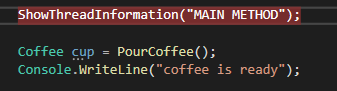 ShowThreadInformation("MAIN METHOD");
Coffee cup = PourCoffee();
Console.WriteLine("coffee is ready");